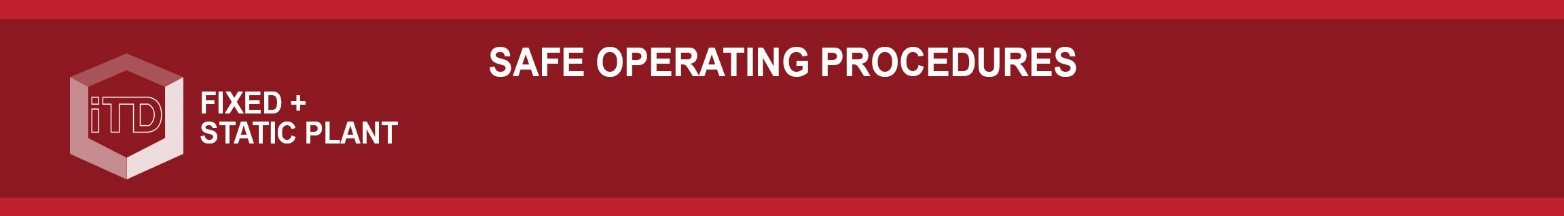 SAFE OPERATING PROCEDURES
iTD
FIXED +
STATIC PLANT